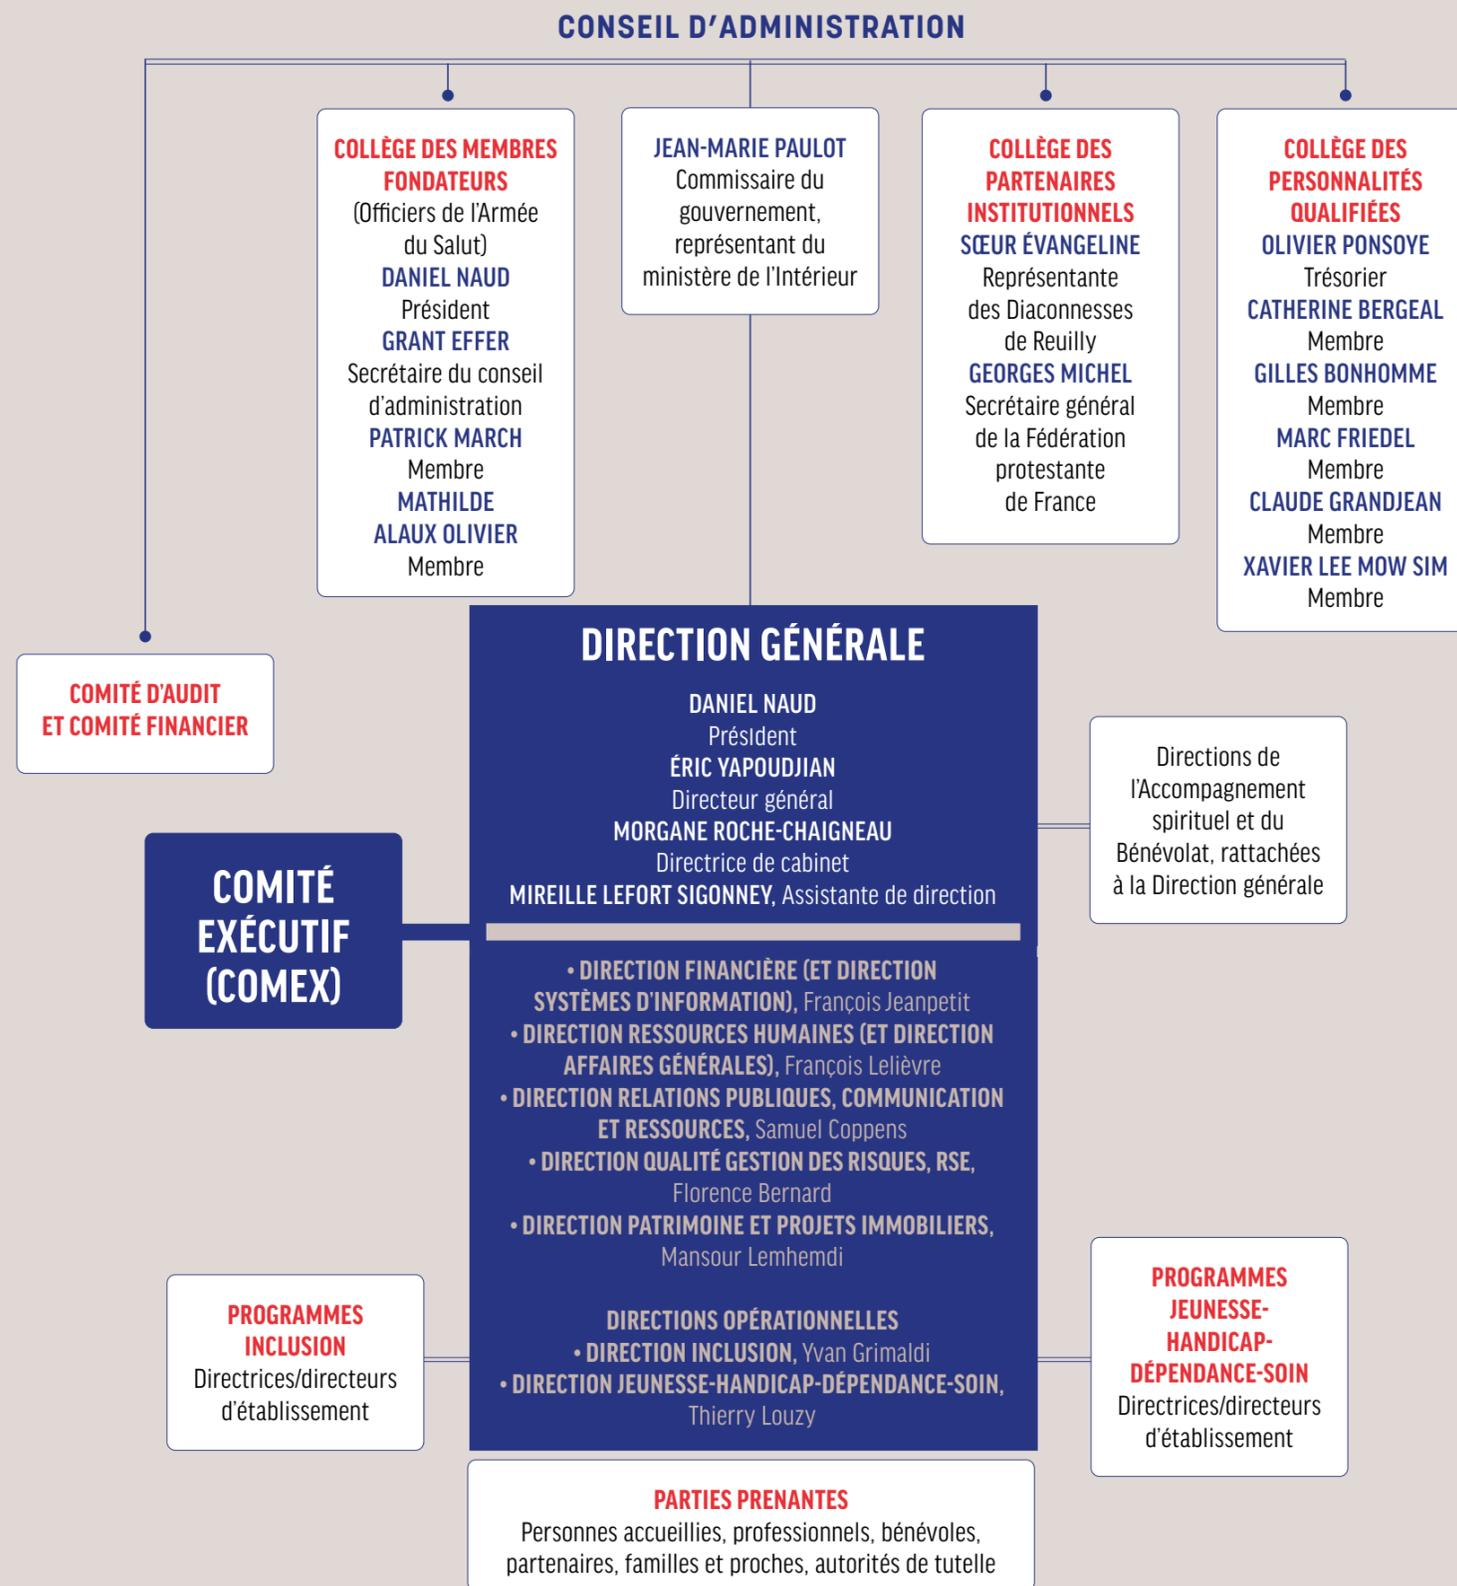 CONSEIL D'ADMINISTRATION
COLLÈGE DES MEMBRES
FONDATEURS
(Officiers de l'Armée
du Salut)
DANIEL NAUD
Président
GRANT EFFER
Secrétaire du conseil
d'administration
PATRICK MARCH
Membre
MATHILDE
ALAUX OLIVIER
Membre
JEAN-MARIE PAULOT
Commissaire du
gouvernement,
représentant du
ministère de l'Intérieur
COLLÈGE DES
PARTENAIRES
INSTITUTIONNELS
SŒUR ÉVANGELINE
Représentante
des Diaconnesses
de Reuilly
GEORGES MICHEL
Secrétaire général
de la Fédération
protestante
de France
COLLÈGE DES
PERSONNALITÉS
QUALIFIÉES
OLIVIER PONSOYE
Trésorier
CATHERINE BERGEAL
Membre
GILLES BONHOMME
Membre
MARC FRIEDEL
Membre
CLAUDE GRANDJEAN
Membre
XAVIER LEE MOW SIM
Membre
COMITÉ D'AUDIT
ET COMITÉ FINANCIER
DIRECTION GÉNÉRALE
DANIEL NAUD
Président
ÉRIC YAPOUDJIAN
Directeur général
MORGANE ROCHE-CHAIGNEAU
Directrice de cabinet
MIREILLE LEFORT SIGONNEY, Assistante de direction
Directions de
l'Accompagnement
spirituel et du
Bénévolat, rattachées
à la Direction générale
COMITÉ
EXÉCUTIF
(COMEX)
• DIRECTION FINANCIÈRE (ET DIRECTION
SYSTÈMES D'INFORMATION), François Jeanpetit
• DIRECTION RESSOURCES HUMAINES (ET DIRECTION
AFFAIRES GÉNÉRALES), François Lelièvre
• DIRECTION RELATIONS PUBLIQUES, COMMUNICATION
ET RESSOURCES, Samuel Coppens
• DIRECTION QUALITÉ GESTION DES RISQUES, RSE,
Florence Bernard
• DIRECTION PATRIMOINE ET PROJETS IMMOBILIERS,
Mansour Lemhemdi
DIRECTIONS OPÉRATIONNELLES
• DIRECTION INCLUSION, Yvan Grimaldi
• DIRECTION JEUNESSE-HANDICAP-DÉPENDANCE-SOIN,
Thierry Louzy
PROGRAMMES
INCLUSION
Directrices/directeurs
d'établissement
PROGRAMMES
JEUNESSE-
HANDICAP-
DÉPENDANCE-SOIN
Directrices/directeurs
d'établissement
PARTIES PRENANTES
Personnes accueillies, professionnels, bénévoles,
partenaires, familles et proches, autorités de tutelle